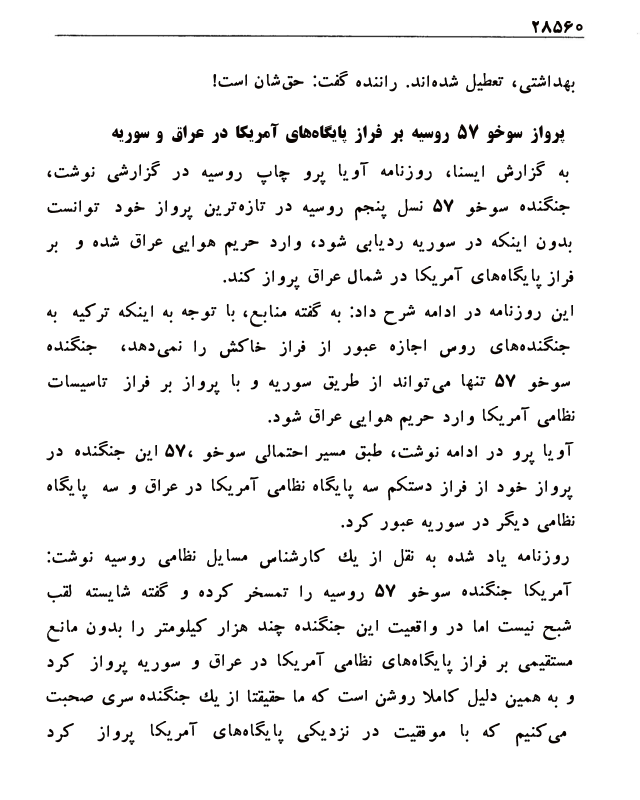 ۲۸۵۶۰
بهداشتی، تعطیل شده‌اند. راننده گفت: حق‌شان است!
پرواز سوخو ۵۷ روسیه بر فراز پایگاه‌های آمریکا در عراق و سوریه
به گزارش ایسنا، روزنامه آویا پرو چاپ روسیه در گزارشی نوشت،
جنگنده سوخو ۵۷ نسل پنجم روسیه در تازه‌ترین پرواز خود توانست
بدون اینکه در سوریه ردیابی شود، وارد حریم هوایی عراق شده و بر
فراز پایگاه‌های آمریکا در شمال عراق پرواز کند.
این روزنامه در ادامه شرح داد: به گفته منابع، با توجه به اینکه ترکیه به
جنگنده‌های روس اجازه عبور از فراز خاکش را نمی‌دهد، جنگنده
سوخو ۵۷ تنها می‌تواند از طریق سوریه و با پرواز بر فراز تاسیسات
نظامی آمریکا وارد حریم هوایی عراق شود.
آویا پرو در ادامه نوشت، طبق مسیر احتمالی سوخو ،۵۷ این جنگنده در
پرواز خود از فراز دستکم سه پایگاه نظامی آمریکا در عراق و سه پایگاه
نظامی دیگر در سوریه عبور کرد.
روزنامه یاد شده به نقل از یك کارشناس مسایل نظامی روسیه نوشت:
آمریکا جنگنده سوخو ۵۷ روسیه را تمسخر کرده و گفته شایسته لقب
شبح نیست اما در واقعیت این جنگنده چند هزار کیلومتر را بدون مانع
مستقیمی بر فراز پایگاه‌های نظامی آمریکا در عراق و سوریه پرواز کرد
و به همین دلیل کاملا روشن است که ما حقیقتا از یك جنگنده سری صحبت
می‌کنیم که با موفقیت در نزدیکی پایگاه‌های آمریکا پرواز کرد